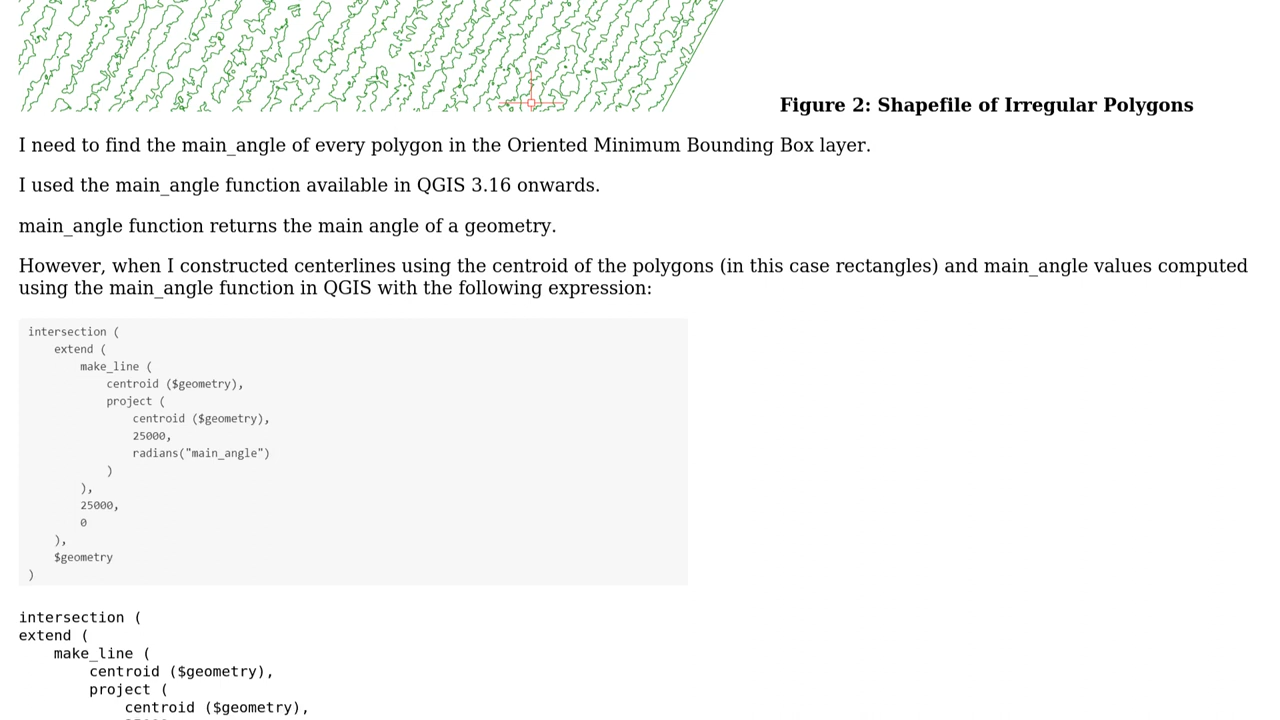 Figure 2: Shapefile of Irregular Polygons
I need to find the main_angle of every polygon in the Oriented Minimum Bounding Box layer.
I used the main_angle function available in QGIS 3.16 onwards.
main_angle function returns the main angle of a geometry.
However, when I constructed centerlines using the centroid of the polygons (in this case rectangles) and main_angle values computed
using the main_angle function in QGIS with the following expression:
intersection (
    extend (
        make_line (
            centroid ($geometry),
            project (
                centroid ($geometry),
                25000,
                radians("main_angle")
            )
        ),
        25000,
        0
    ),
    $geometry
)
intersection (
extend (
    make_line (
        centroid ($geometry),
        project (
            centroid ($geometry),